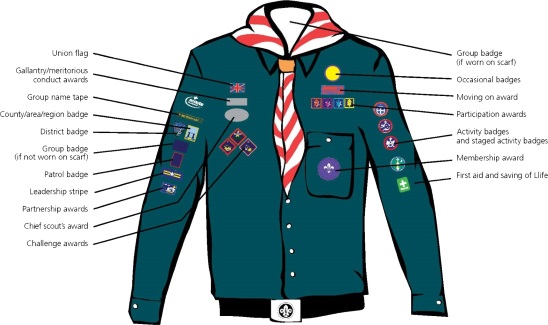 Union flag
Gallantry/meritorious
conduct awards
Group name tape
County/area/region badge
District badge
Group badge
(if not worn on scarf)
Patrol badge
Leadership stripe
Partnership awards
Chief scout's award
Challenge awards
Group badge
(if worn on scarf)
Occasional badges
Moving on award
Participation awards
Activity badges
and staged activity badges
Membership award
First aid and saving of Llife